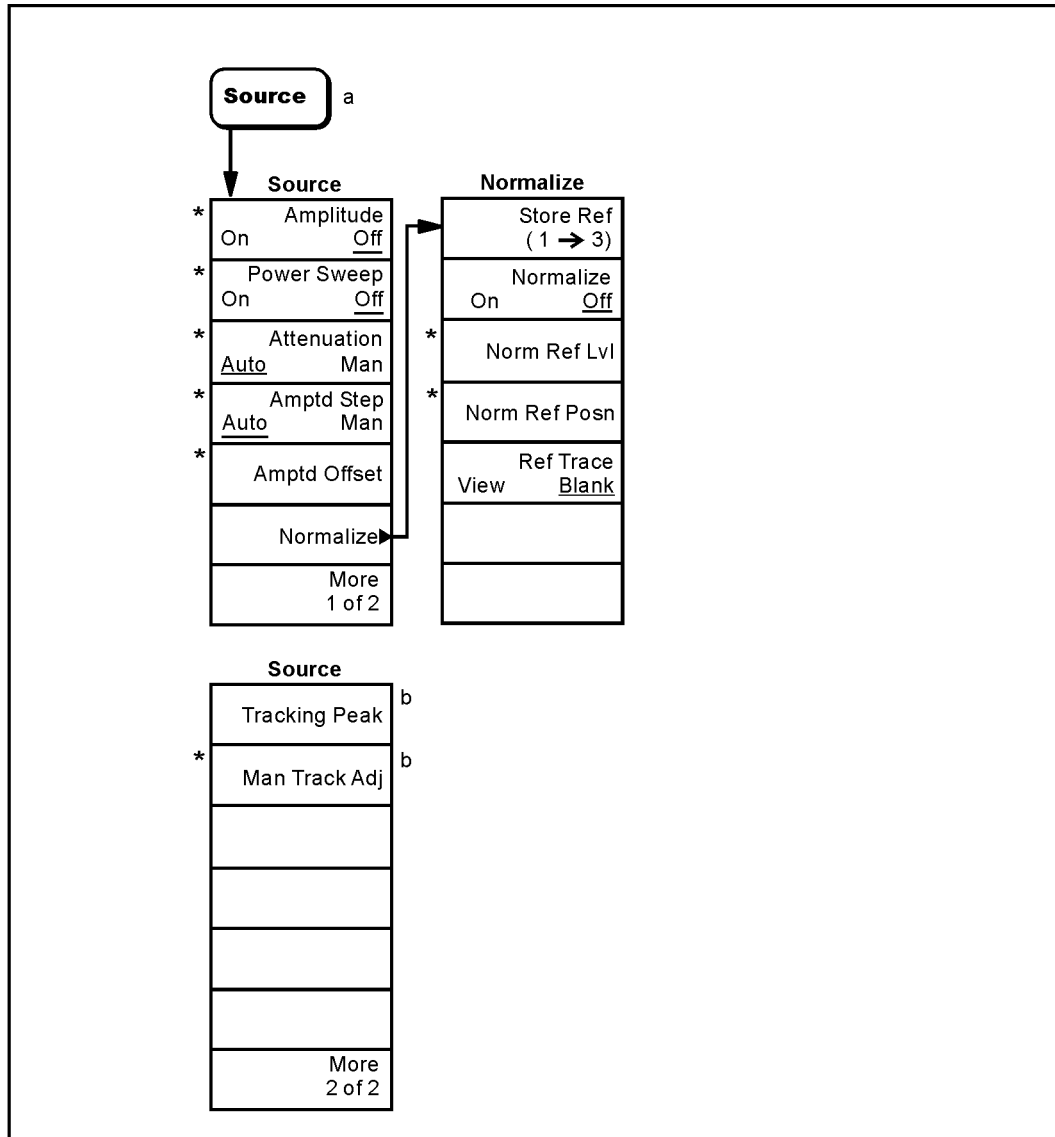 Source a
Source
* Amplitude
On Off
* Power Sweep
On Off
* Attenuation
Auto Man
* Amptd Step
Auto Man
* Amptd Offset
Normalize
More
1 of 2
Normalize
Store Ref
( 1 → 3)
Normalize
On Off
* Norm Ref Lvl
* Norm Ref Posn
Ref Trace
View Blank
Source
Tracking Peak b
* Man Track Adj b
More
2 of 2